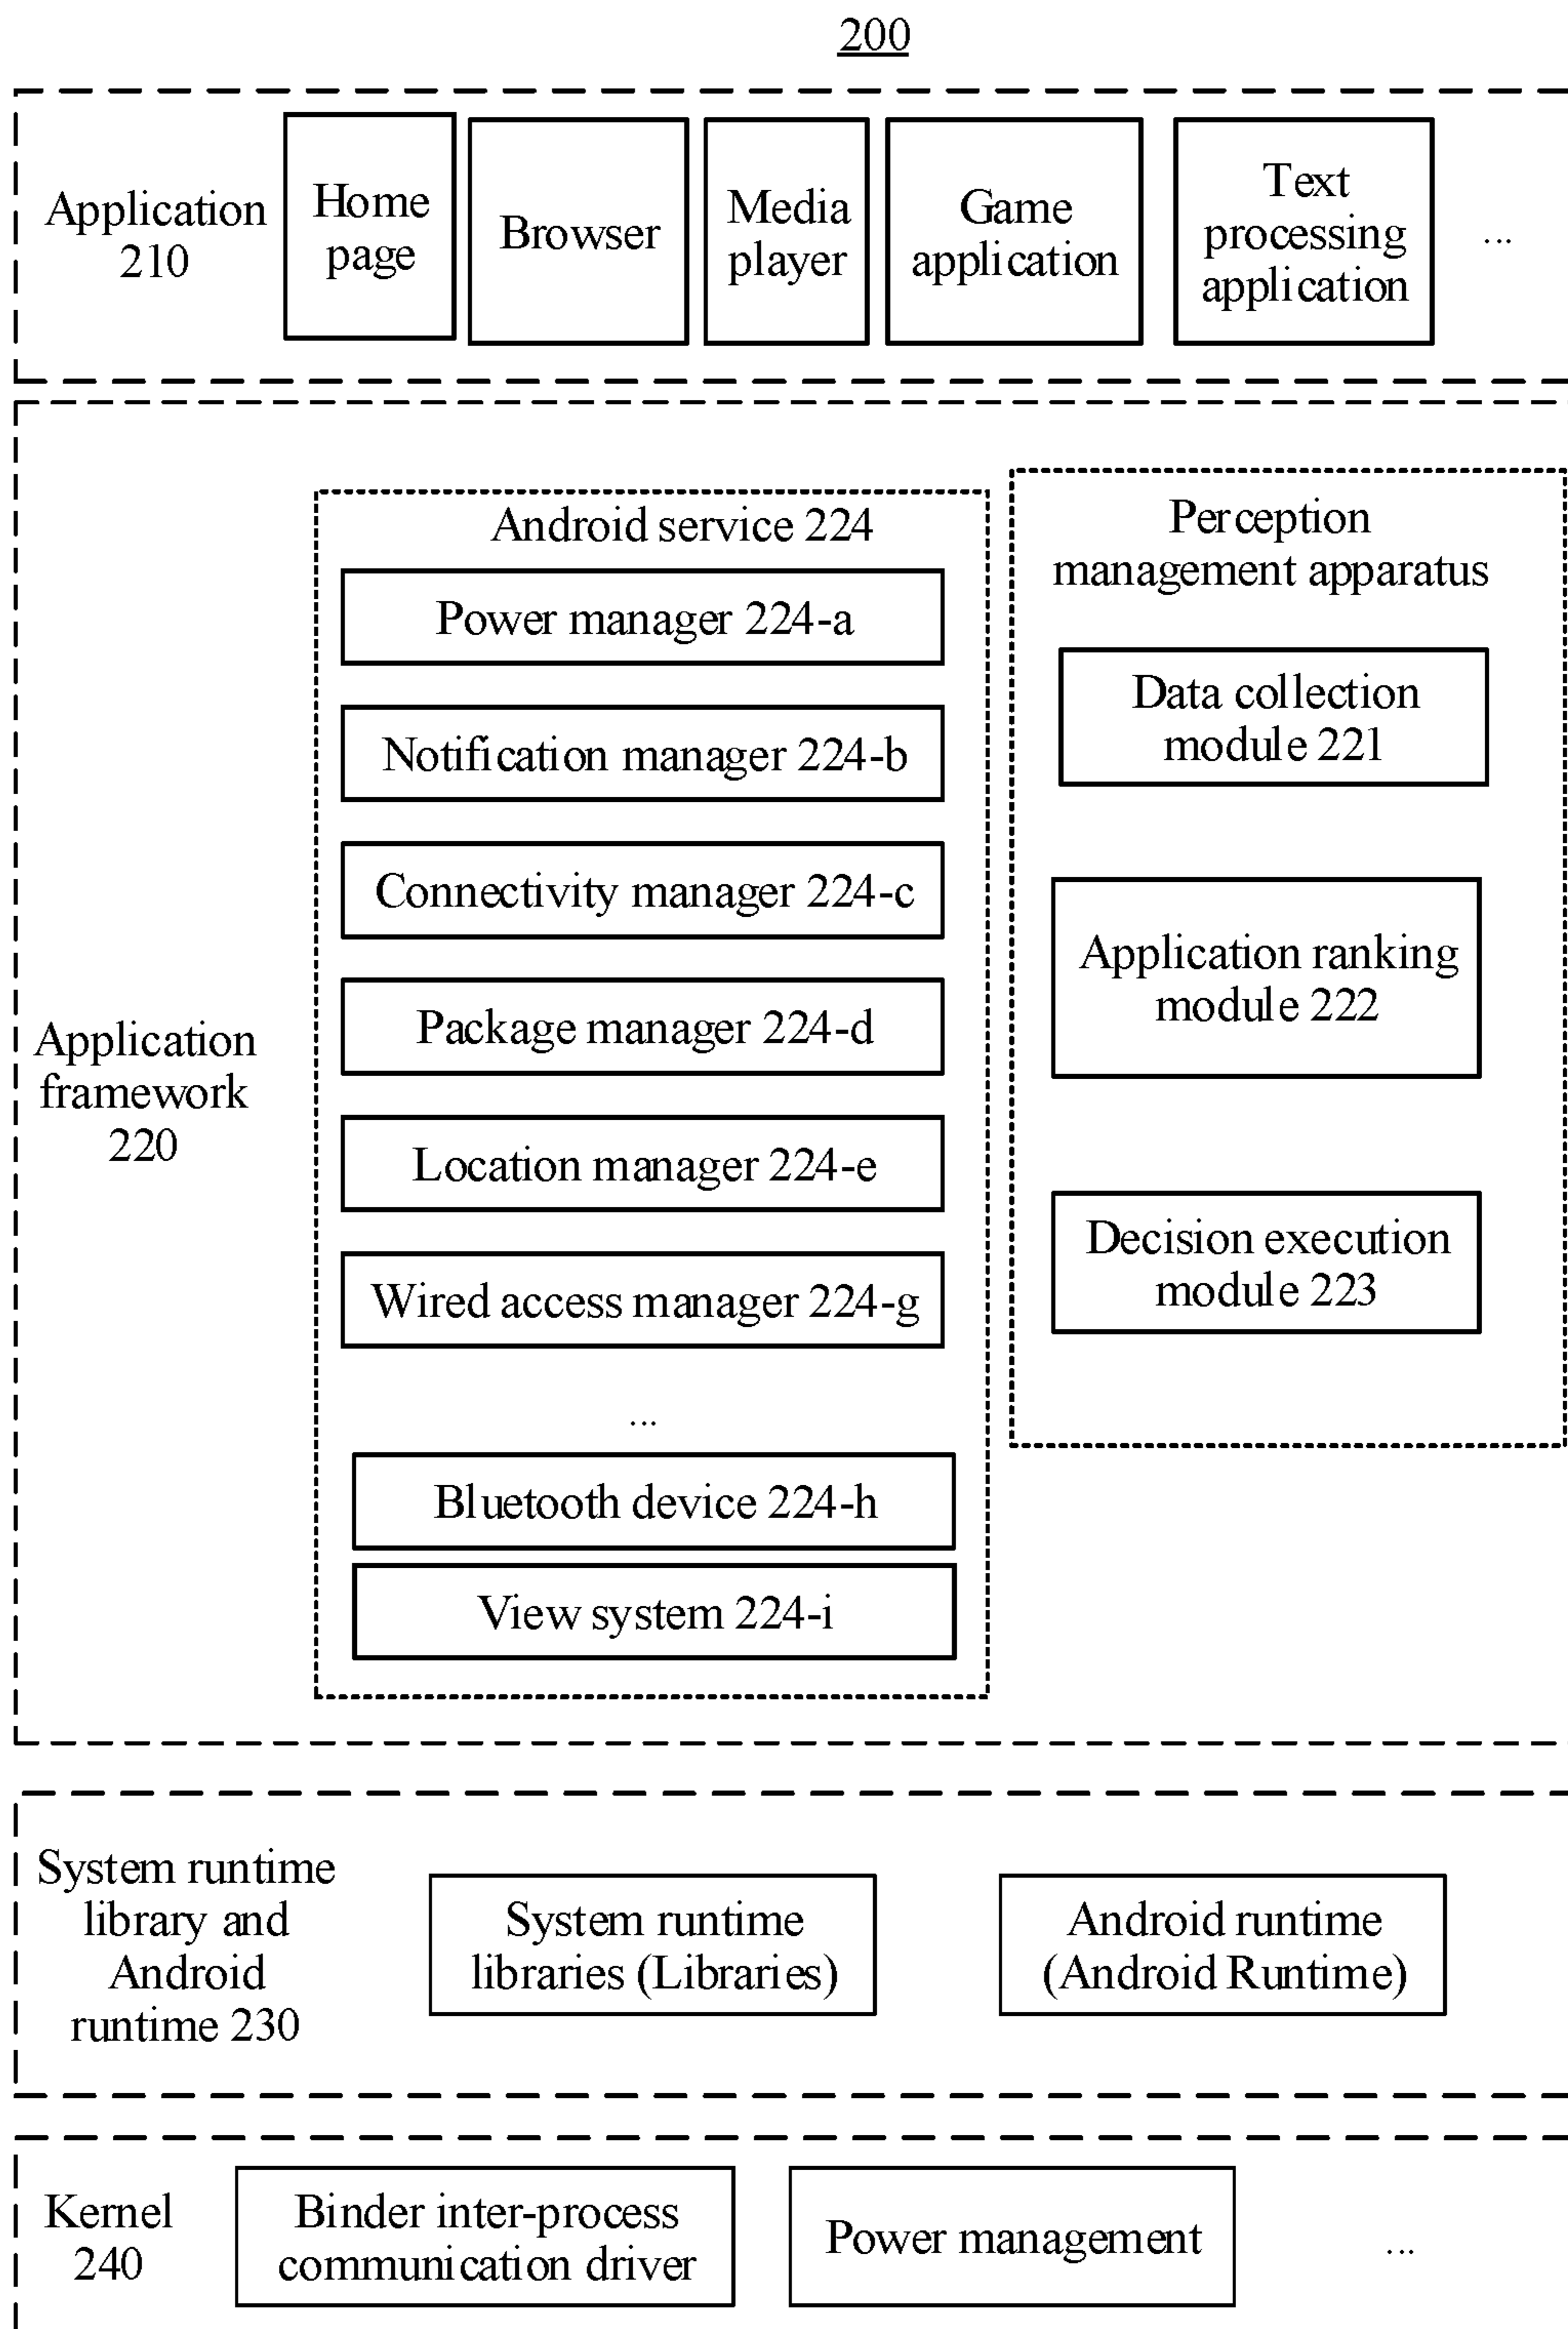 200
Application
210
Home
page
Browser
Media
player
Game
application
Text
processing
application
...
Application
framework
220
Android service 224
Power manager 224-a
Notification manager 224-b
Connectivity manager 224-c
Package manager 224-d
Location manager 224-e
Wired access manager 224-g
...
Bluetooth device 224-h
View system 224-i
Perception
management apparatus
Data collection
module 221
Application ranking
module 222
Decision execution
module 223
System runtime
library and
Android
runtime 230
System runtime
libraries (Libraries)
Android runtime
(Android Runtime)
Kernel
240
Binder inter-process
communication driver
Power management
...